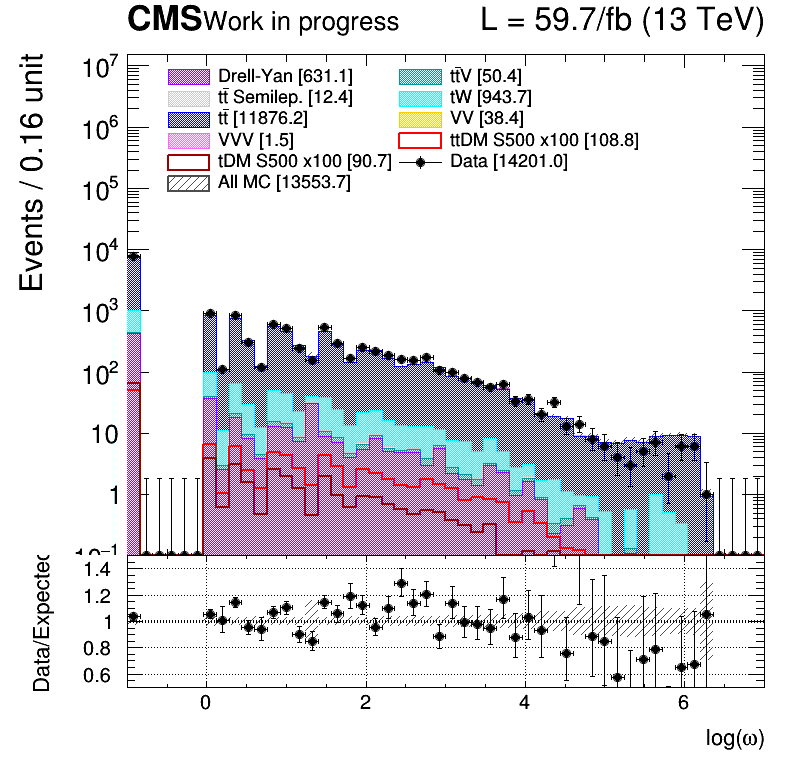 CMS Work in progress L = 59.7/fb (13 TeV)
Events / 0.16 unit
Drell-Yan [631.1] tt̄V [50.4]
tt̄ Semilep. [12.4] tW [943.7]
tt̄ [11876.2] VV [38.4]
VVV [1.5] ttDM S500 x100 [108.8]
tDM S500 x100 [90.7] Data [14201.0]
All MC [13553.7]
10⁷
10⁶
10⁵
10⁴
10³
10²
10
1
10⁻¹
Data/Expected
1.4
1.2
1
0.8
0.6
0 2 4 6
log(ω)